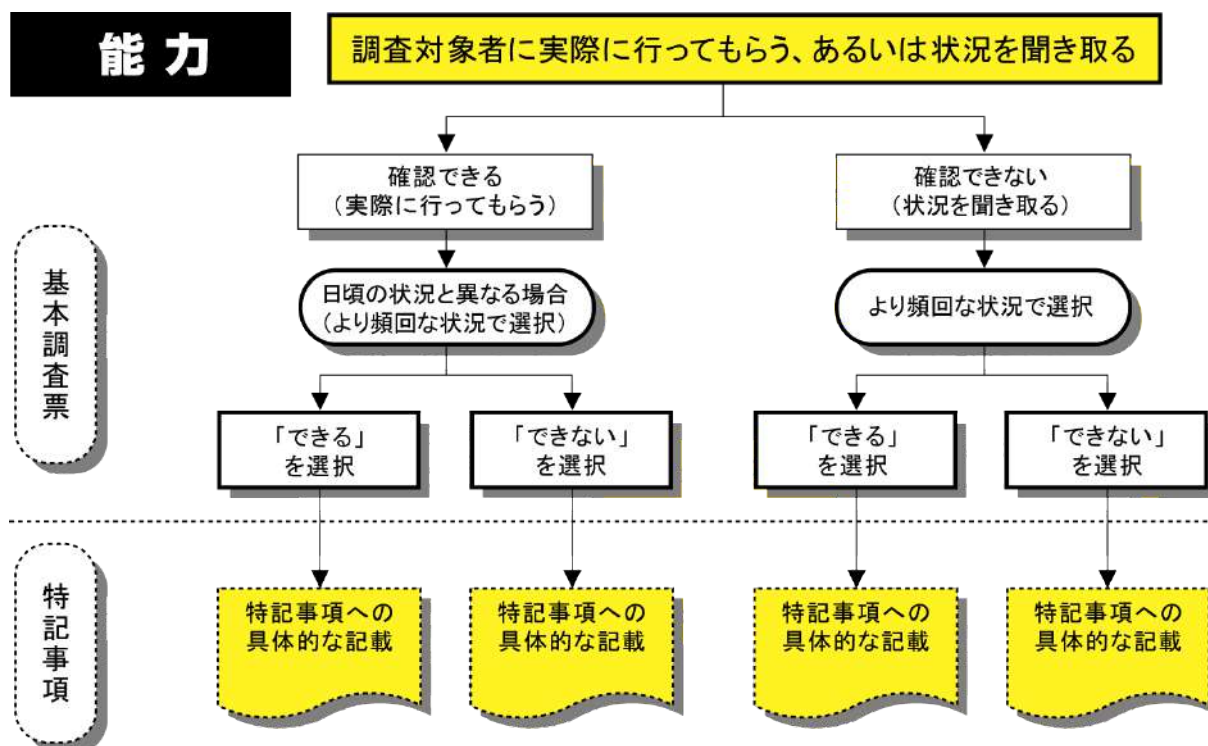 能力
調査対象者に実際に行ってもらう、あるいは状況を聞き取る
確認できる
（実際に行ってもらう）
確認できない
（状況を聞き取る）
基本調査票
日頃の状況と異なる場合
（より頻回な状況で選択）
より頻回な状況で選択
「できる」
を選択
「できない」
を選択
「できる」
を選択
「できない」
を選択
特記事項
特記事項への
具体的な記載
特記事項への
具体的な記載
特記事項への
具体的な記載
特記事項への
具体的な記載